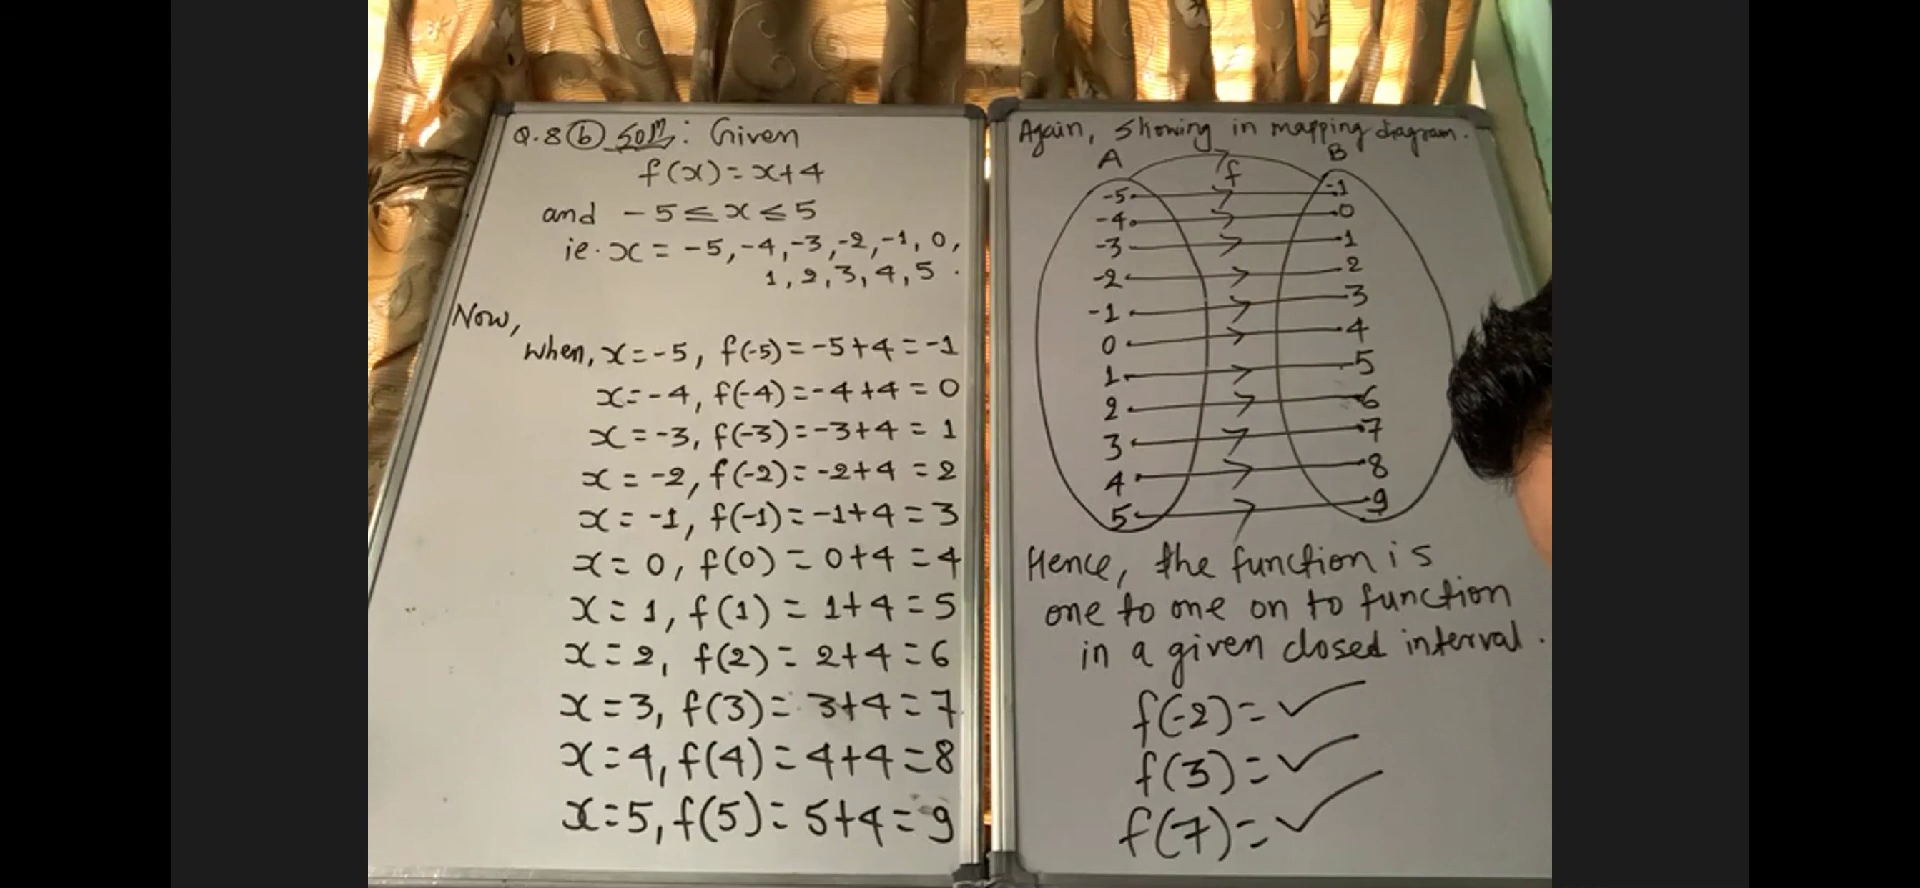 Q.8 (b) Solⁿ: Given
f(x) = x+4
and -5 ≤ x ≤ 5
ie. x = -5, -4, -3, -2, -1, 0,
1, 2, 3, 4, 5.
Now,
when, x = -5, f(-5) = -5+4 = -1
x = -4, f(-4) = -4+4 = 0
x = -3, f(-3) = -3+4 = 1
x = -2, f(-2) = -2+4 = 2
x = -1, f(-1) = -1+4 = 3
x = 0, f(0) = 0+4 = 4
x = 1, f(1) = 1+4 = 5
x = 2, f(2) = 2+4 = 6
x = 3, f(3) = 3+4 = 7
x = 4, f(4) = 4+4 = 8
x = 5, f(5) = 5+4 = 9
Again, showing in mapping diagram.
A f B
-5 -1
-4 0
-3 1
-2 2
-1 3
0 4
1 5
2 6
3 7
4 8
5 9
Hence, the function is
one to one on to function
in a given closed interval.
f(-2) = ✓
f(3) = ✓
f(7) = ✓